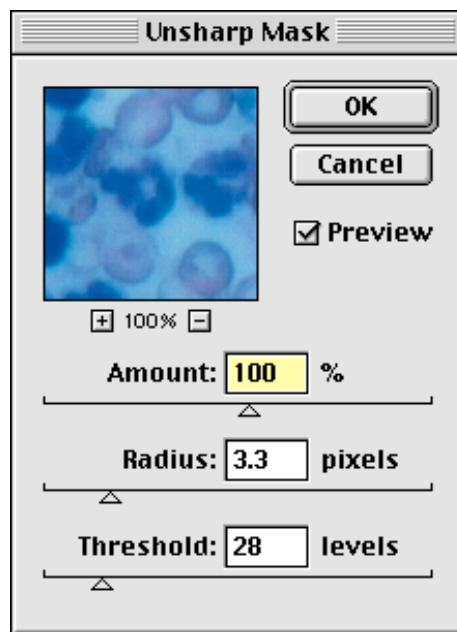 Unsharp Mask
OK
Cancel
Preview
+ 100% −
Amount: 100 %
Radius: 3.3 pixels
Threshold: 28 levels